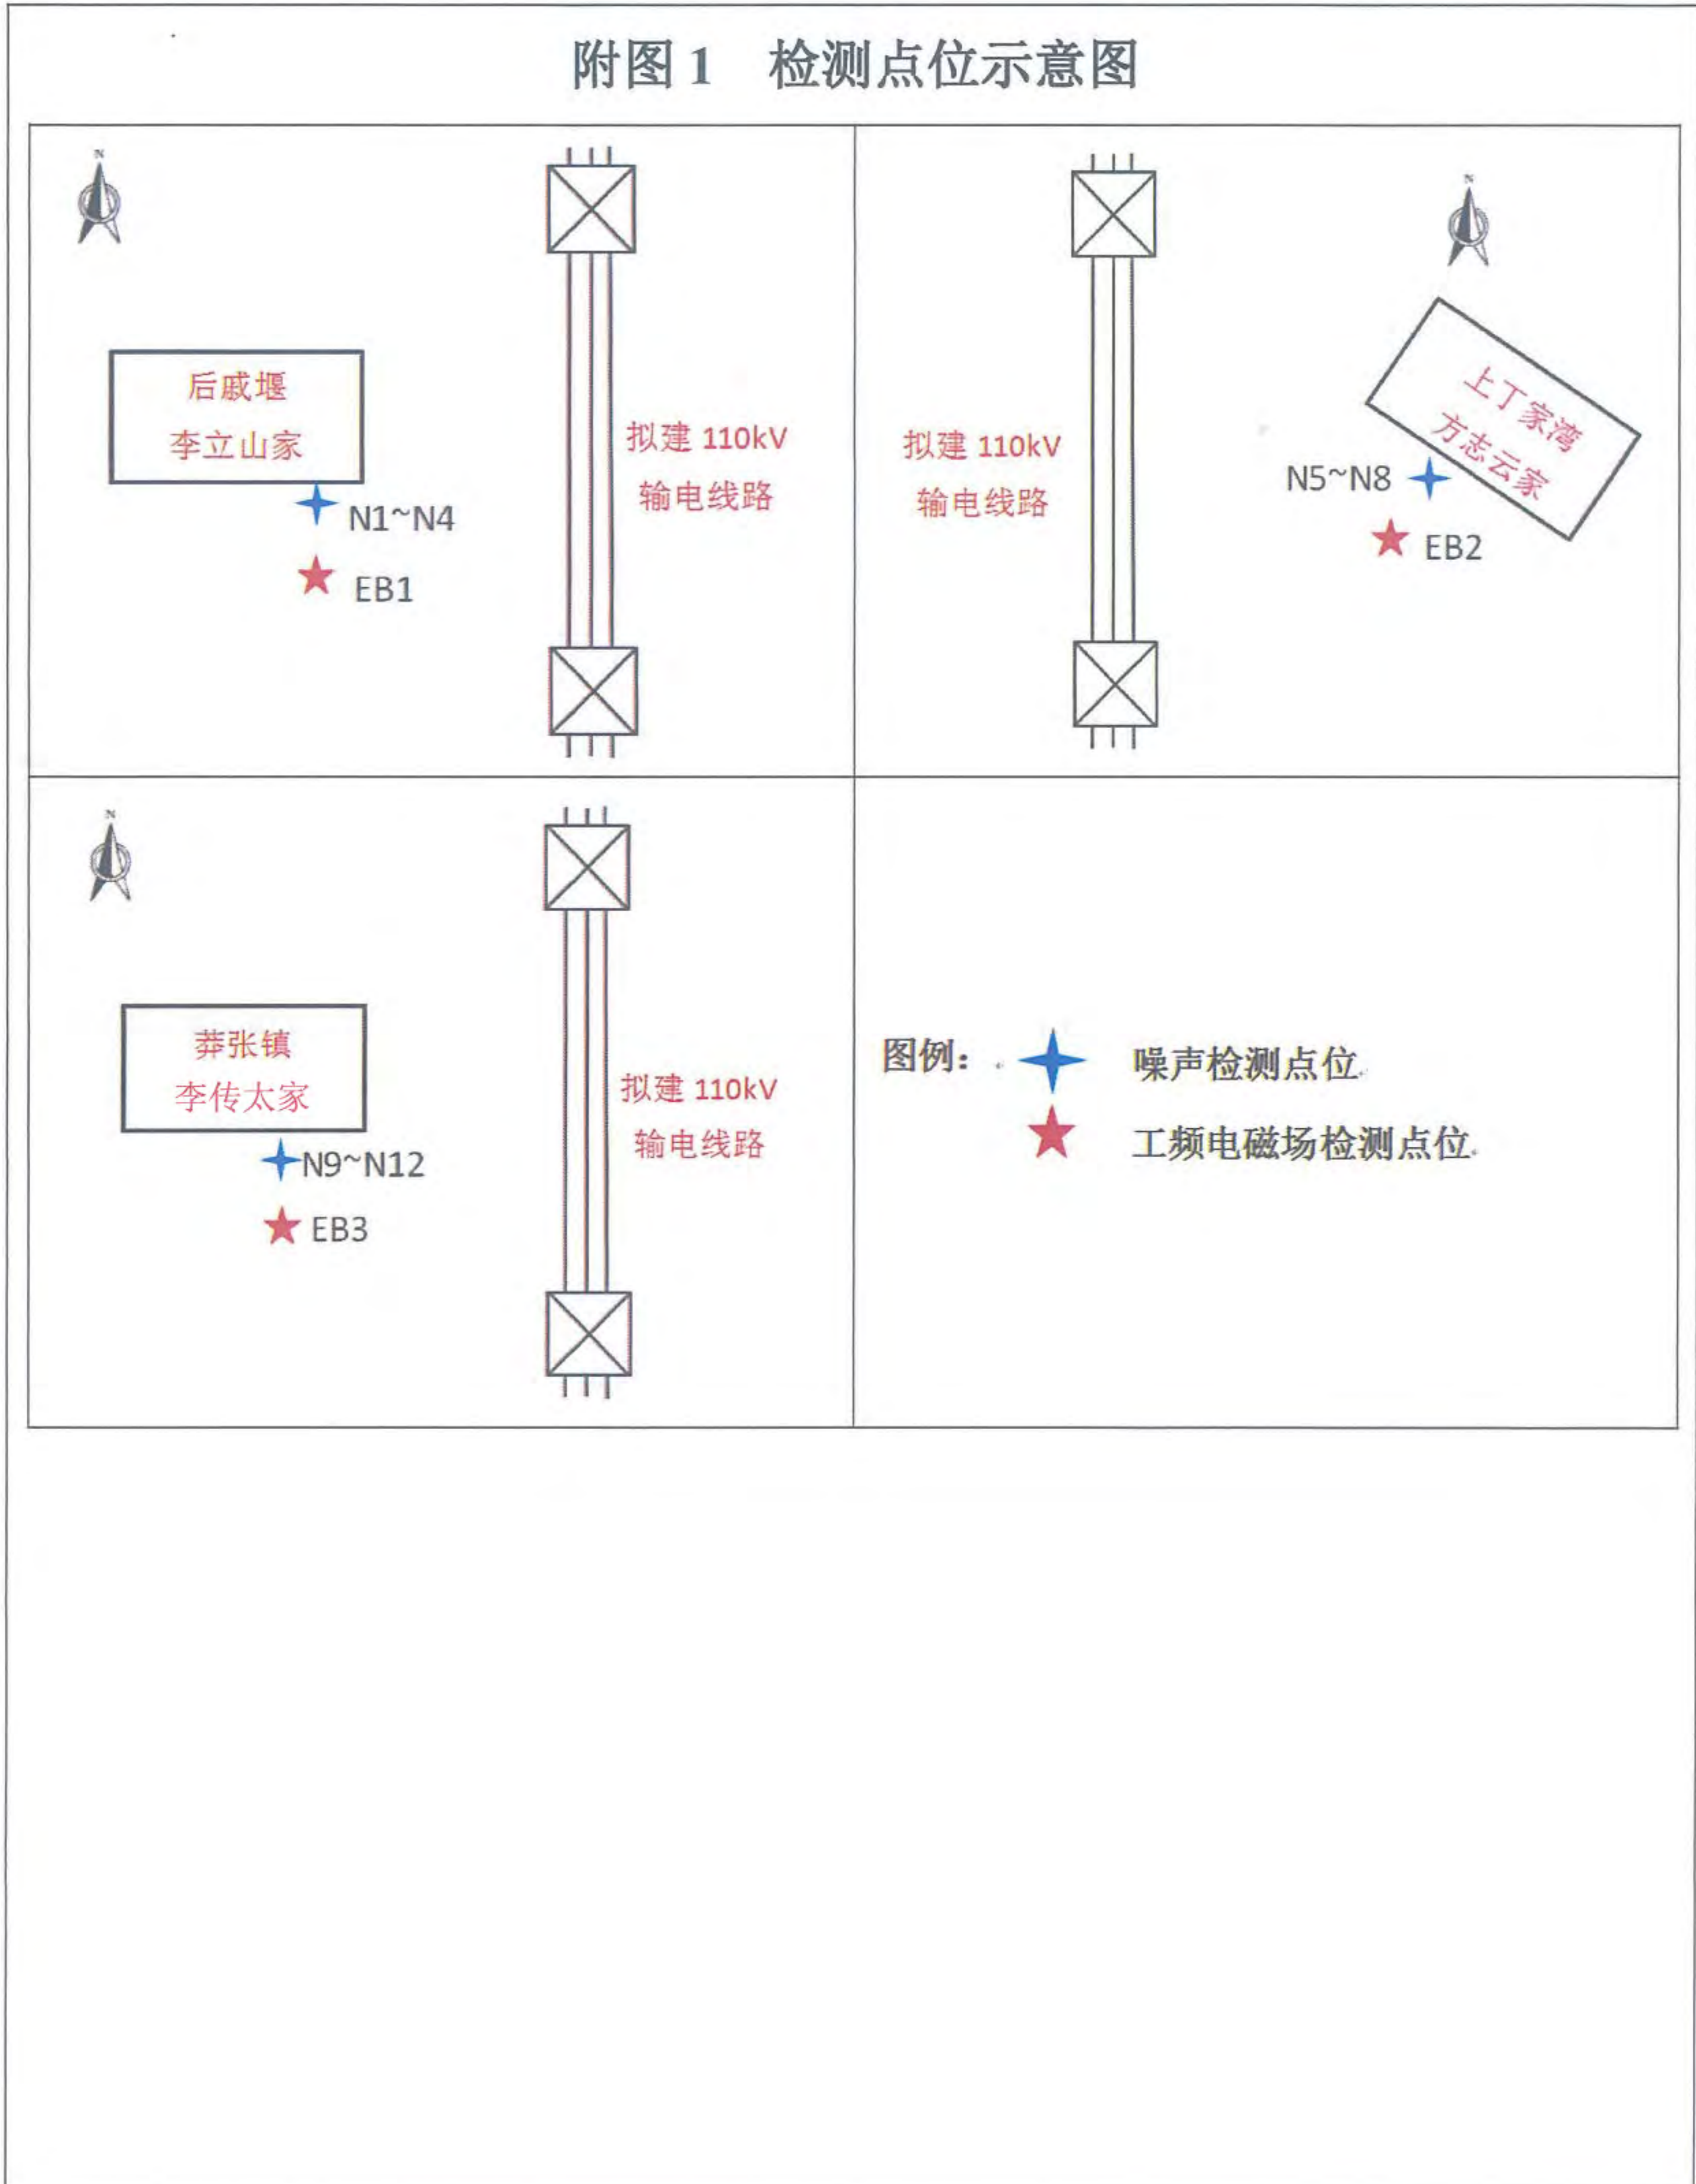 附图 1 检测点位示意图
N
后戚堰
李立山家
N1~N4
EB1
拟建 110kV
输电线路
拟建 110kV
输电线路
N
上丁家湾
方志云家
N5~N8
EB2
N
莽张镇
李传太家
N9~N12
EB3
拟建 110kV
输电线路
图例：
噪声检测点位
工频电磁场检测点位